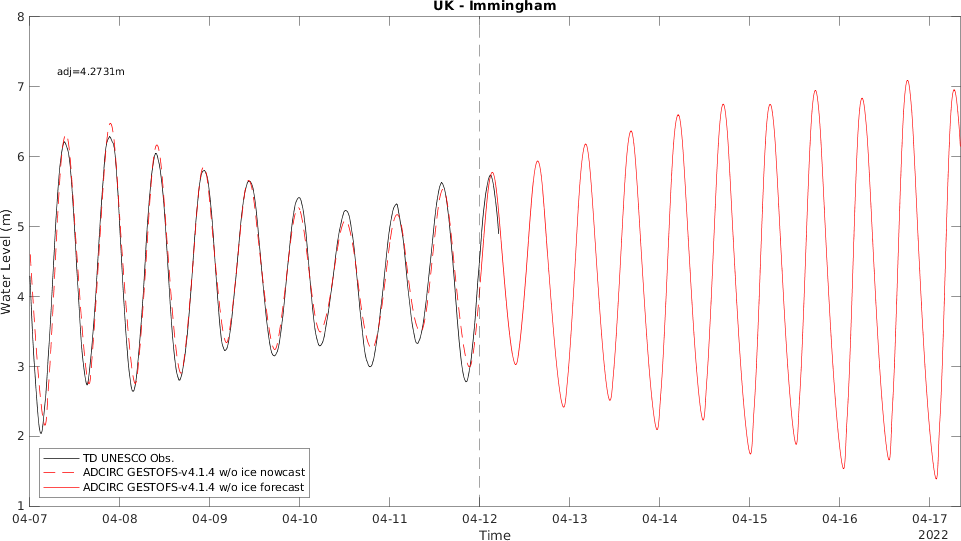 UK - Immingham
8
adj=4.2731m
7
6
5
4
3
2
1
Water Level (m)
TD UNESCO Obs.
ADCIRC GESTOFS-v4.1.4 w/o ice nowcast
ADCIRC GESTOFS-v4.1.4 w/o ice forecast
04-07 04-08 04-09 04-10 04-11 04-12 04-13 04-14 04-15 04-16 04-17
Time
2022